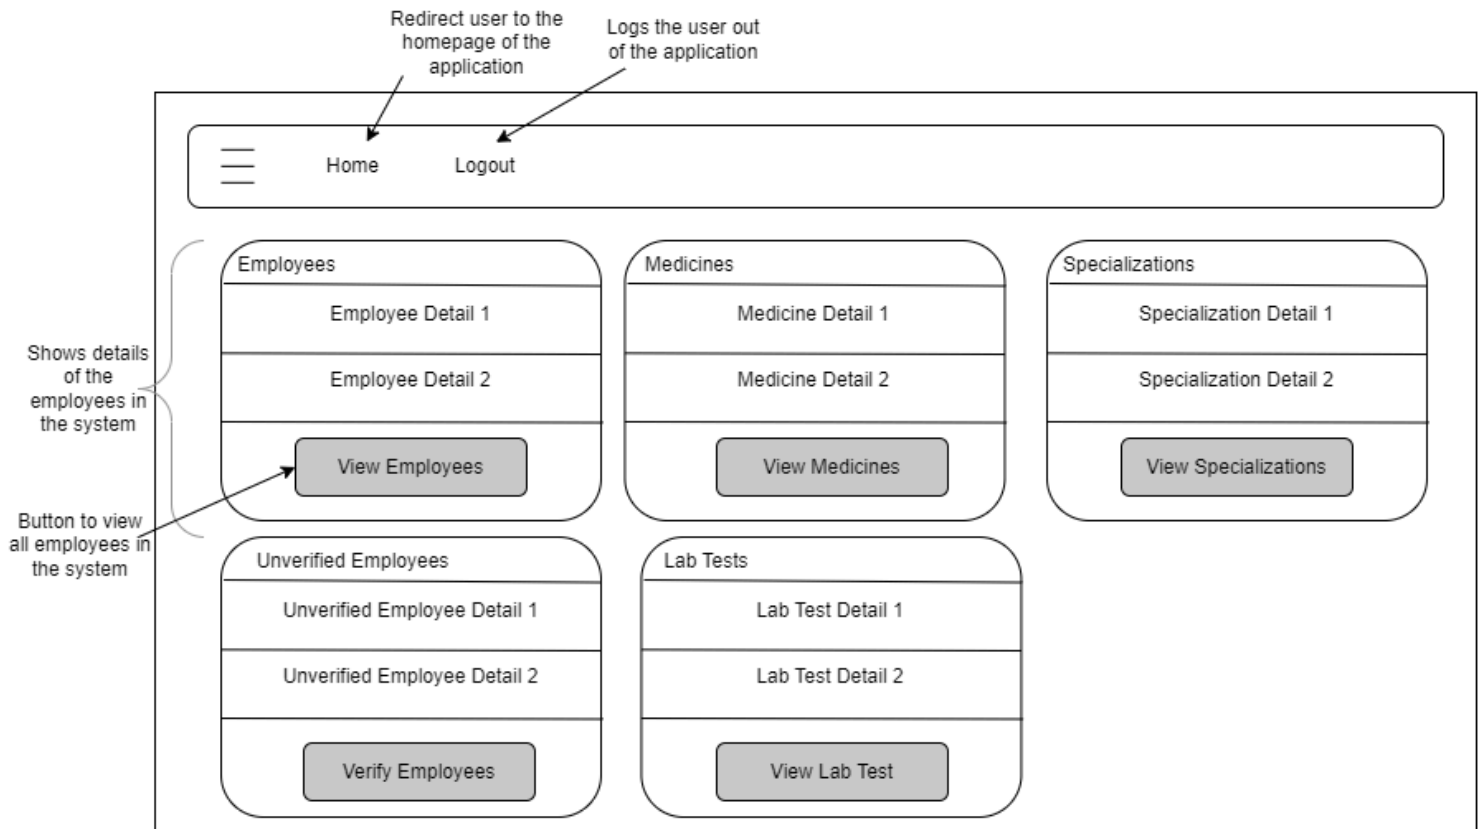 Redirect user to the
homepage of the
application
Logs the user out
of the application
Home
Logout
Shows details
of the
employees in
the system
Button to view
all employees in
the system
Employees
Employee Detail 1
Employee Detail 2
View Employees
Medicines
Medicine Detail 1
Medicine Detail 2
View Medicines
Specializations
Specialization Detail 1
Specialization Detail 2
View Specializations
Unverified Employees
Unverified Employee Detail 1
Unverified Employee Detail 2
Verify Employees
Lab Tests
Lab Test Detail 1
Lab Test Detail 2
View Lab Test